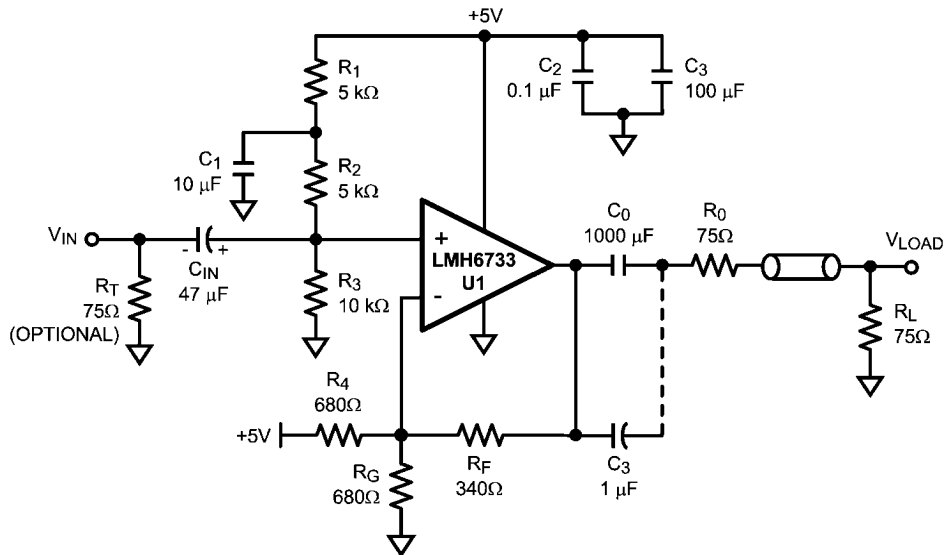 +5V
R1
5 kΩ
C2
0.1 µF
C3
100 µF
C1
10 µF
R2
5 kΩ
VIN
-
+
CIN
47 µF
RT
75Ω
(OPTIONAL)
R3
10 kΩ
+
LMH6733
U1
-
C0
1000 µF
R0
75Ω
VLOAD
RL
75Ω
R4
680Ω
+5V
RG
680Ω
RF
340Ω
C3
1 µF